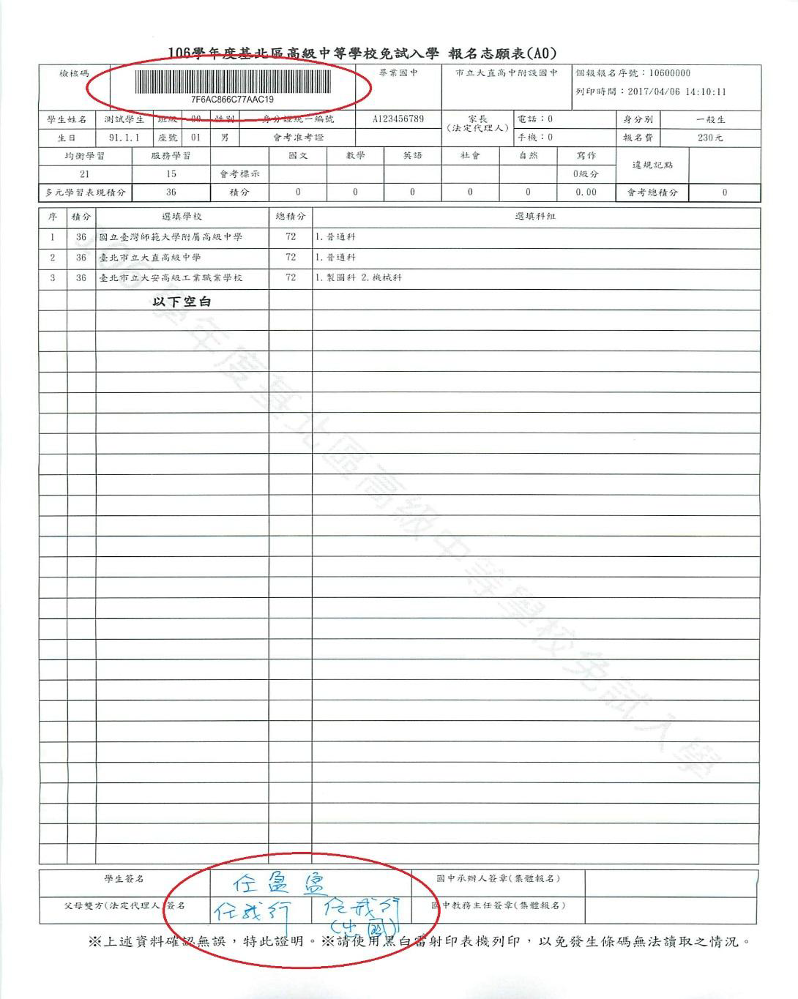 106學年度基北區高級中等學校免試入學 報名志願表(A0)
檢核碼 7F6AC866C77AAC19 畢業國中 市立大直高中附設國中 個報報名序號：10600000
列印時間：2017/04/06 14:10:11
學生姓名 測試學生 班級 00 性別 身分證統一編號 A123456789 家長(法定代理人) 電話：0 身分別 一般生
生日 91.1.1 座號 01 男 會考准考證 手機：0 報名費 230元
均衡學習 服務學習 國文 數學 英語 社會 自然 寫作 違規記點
21 15 會考標示 0級分
多元學習表現積分 36 積分 0 0 0 0 0 0.00 會考總積分 0
序 積分 選填學校 總積分 選填科組
1 36 國立臺灣師範大學附屬高級中學 72 1.普通科
2 36 臺北市立大直高級中學 72 1.普通科
3 36 臺北市立大安高級工業職業學校 72 1.製圖科 2.機械科
以下空白
106學年度基北區高級中等學校免試入學
學生簽名 任盈盈 國中承辦人簽章(集體報名)
父母雙方(法定代理人)簽名 任我行 任我行 國中教務主任簽章(集體報名)
(出國)
※上述資料確認無誤，特此證明。※請使用黑白雷射印表機列印，以免發生條碼無法讀取之情況。